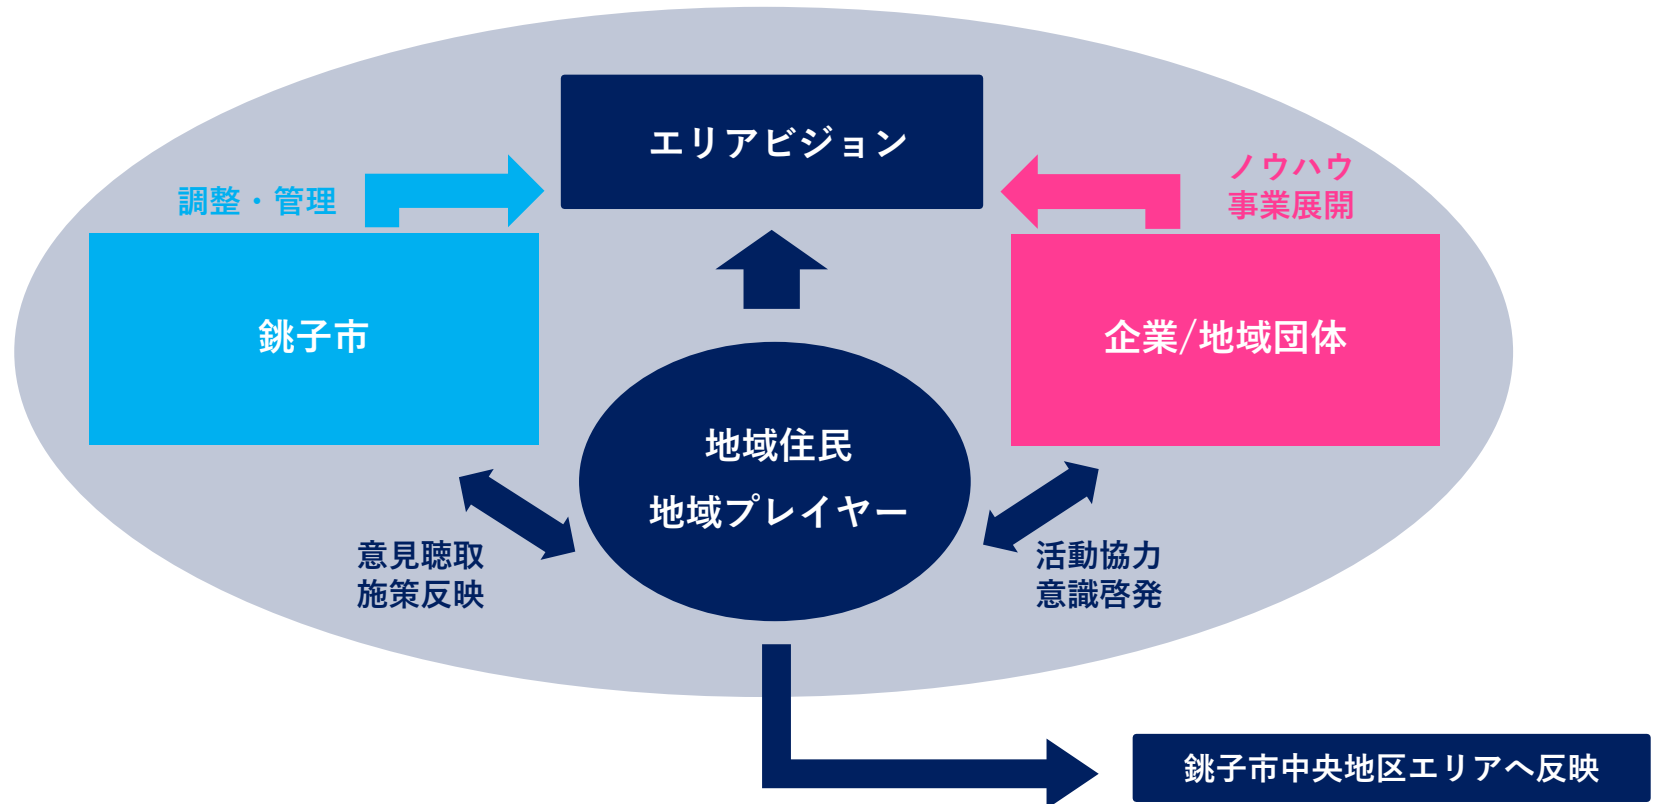 エリアビジョン
調整・管理
ノウハウ
事業展開
銚子市
企業/地域団体
地域住民
地域プレイヤー
意見聴取
施策反映
活動協力
意識啓発
銚子市中央地区エリアへ反映